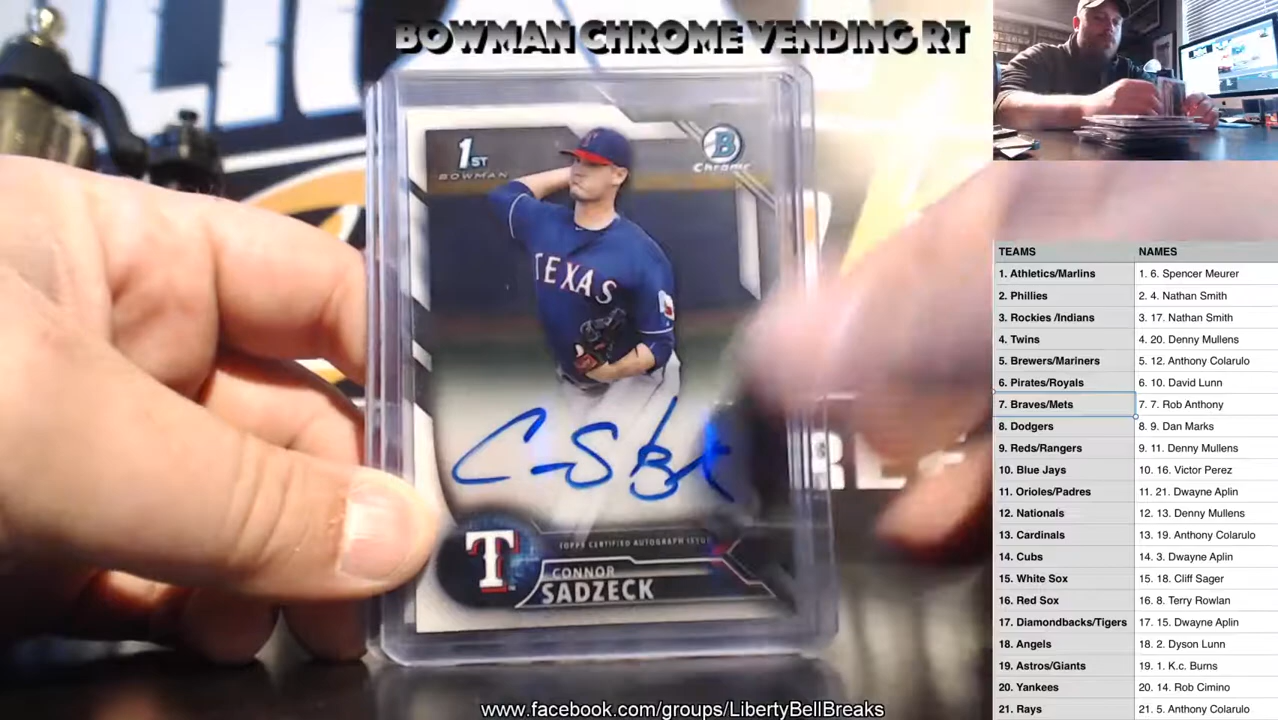 BOWMAN CHROME VENDING RT
1ST
BOWMAN
B
Chrome
TEXAS
TOPPS CERTIFIED AUTOGRAPH ISSUE
T
CONNOR
SADZECK
www.facebook.com/groups/LibertyBellBreaks
TEAMS NAMES
1. Athletics/Marlins 1. 6. Spencer Meurer
2. Phillies 2. 4. Nathan Smith
3. Rockies /Indians 3. 17. Nathan Smith
4. Twins 4. 20. Denny Mullens
5. Brewers/Mariners 5. 12. Anthony Colarulo
6. Pirates/Royals 6. 10. David Lunn
7. Braves/Mets 7. 7. Rob Anthony
8. Dodgers 8. 9. Dan Marks
9. Reds/Rangers 9. 11. Denny Mullens
10. Blue Jays 10. 16. Victor Perez
11. Orioles/Padres 11. 21. Dwayne Aplin
12. Nationals 12. 13. Denny Mullens
13. Cardinals 13. 19. Anthony Colarulo
14. Cubs 14. 3. Dwayne Aplin
15. White Sox 15. 18. Cliff Sager
16. Red Sox 16. 8. Terry Rowlan
17. Diamondbacks/Tigers 17. 15. Dwayne Aplin
18. Angels 18. 2. Dyson Lunn
19. Astros/Giants 19. 1. K.c. Burns
20. Yankees 20. 14. Rob Cimino
21. Rays 21. 5. Anthony Colarulo